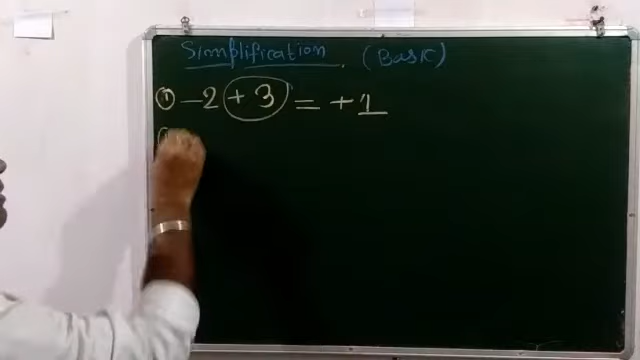 Simplification. (Basic)
① -2 + 3 = + 1